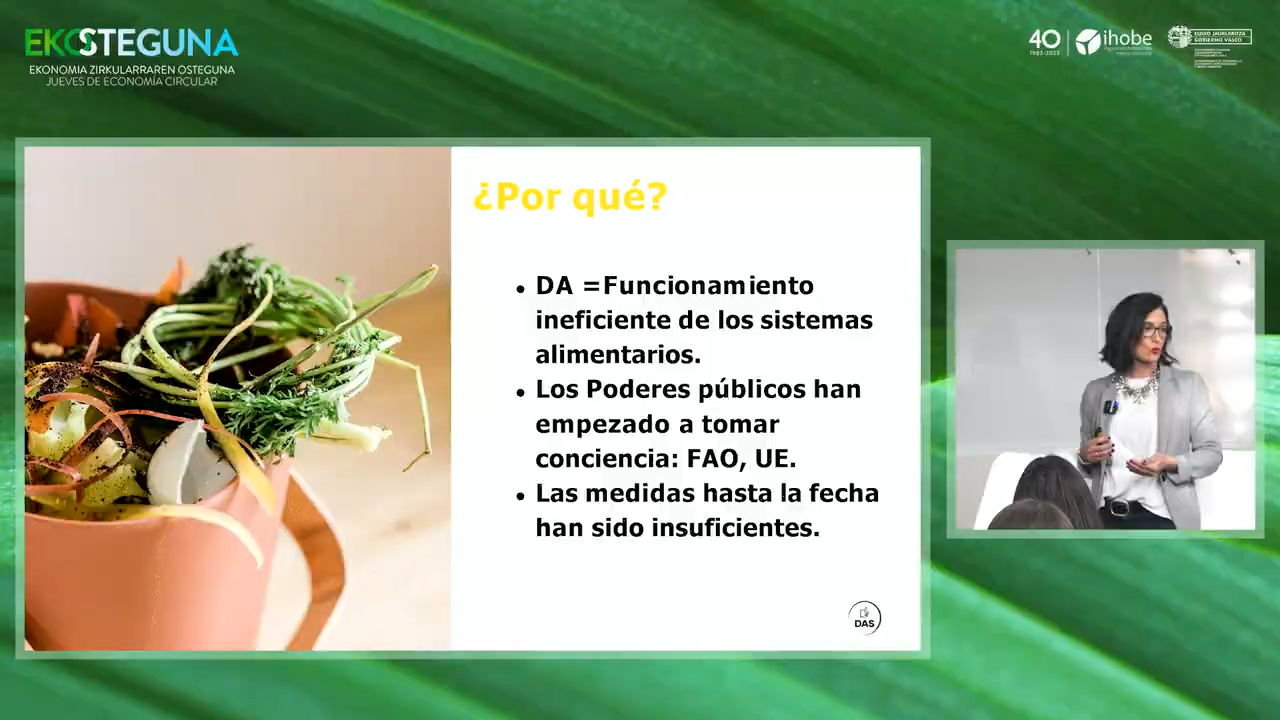 EKOSTEGUNA
EKONOMIA ZIRKULARRAREN OSTEGUNA
JUEVES DE ECONOMÍA CIRCULAR
40
1983-2023
ihobe
EUSKO JAURLARITZA
GOBIERNO VASCO
¿Por qué?
• DA =Funcionamiento
ineficiente de los sistemas
alimentarios.
• Los Poderes públicos han
empezado a tomar
conciencia: FAO, UE.
• Las medidas hasta la fecha
han sido insuficientes.
DAS